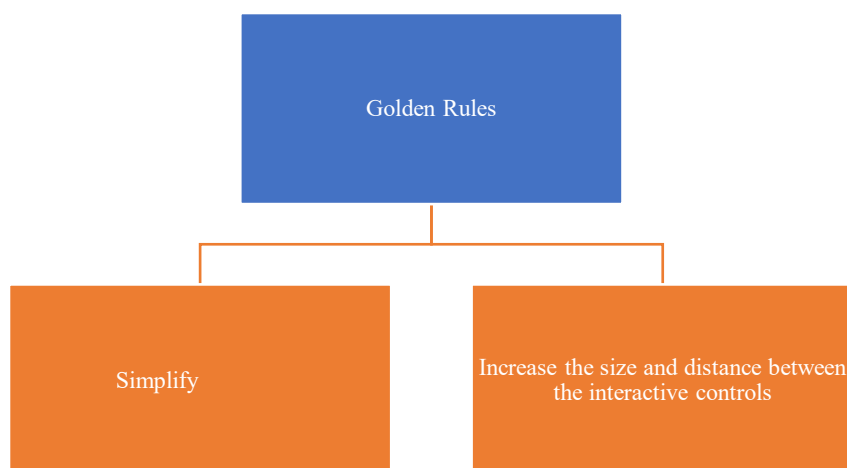 Golden Rules
Simplify
Increase the size and distance between
the interactive controls